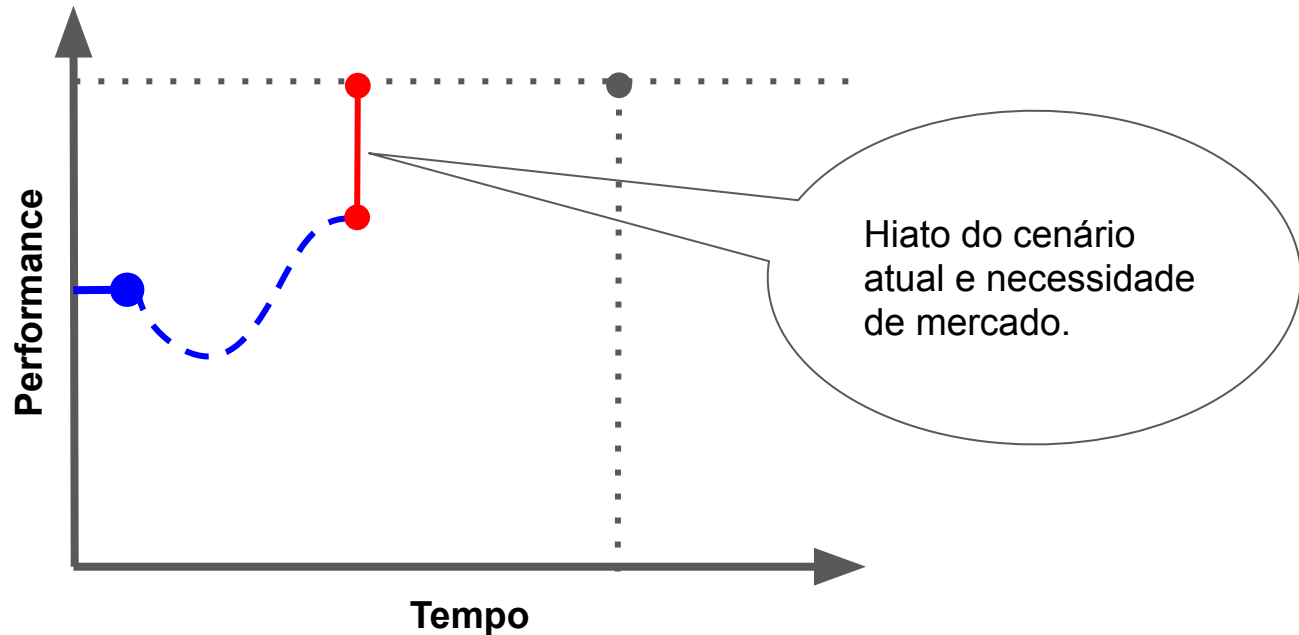 Performance
Hiato do cenário
atual e necessidade
de mercado.
Tempo